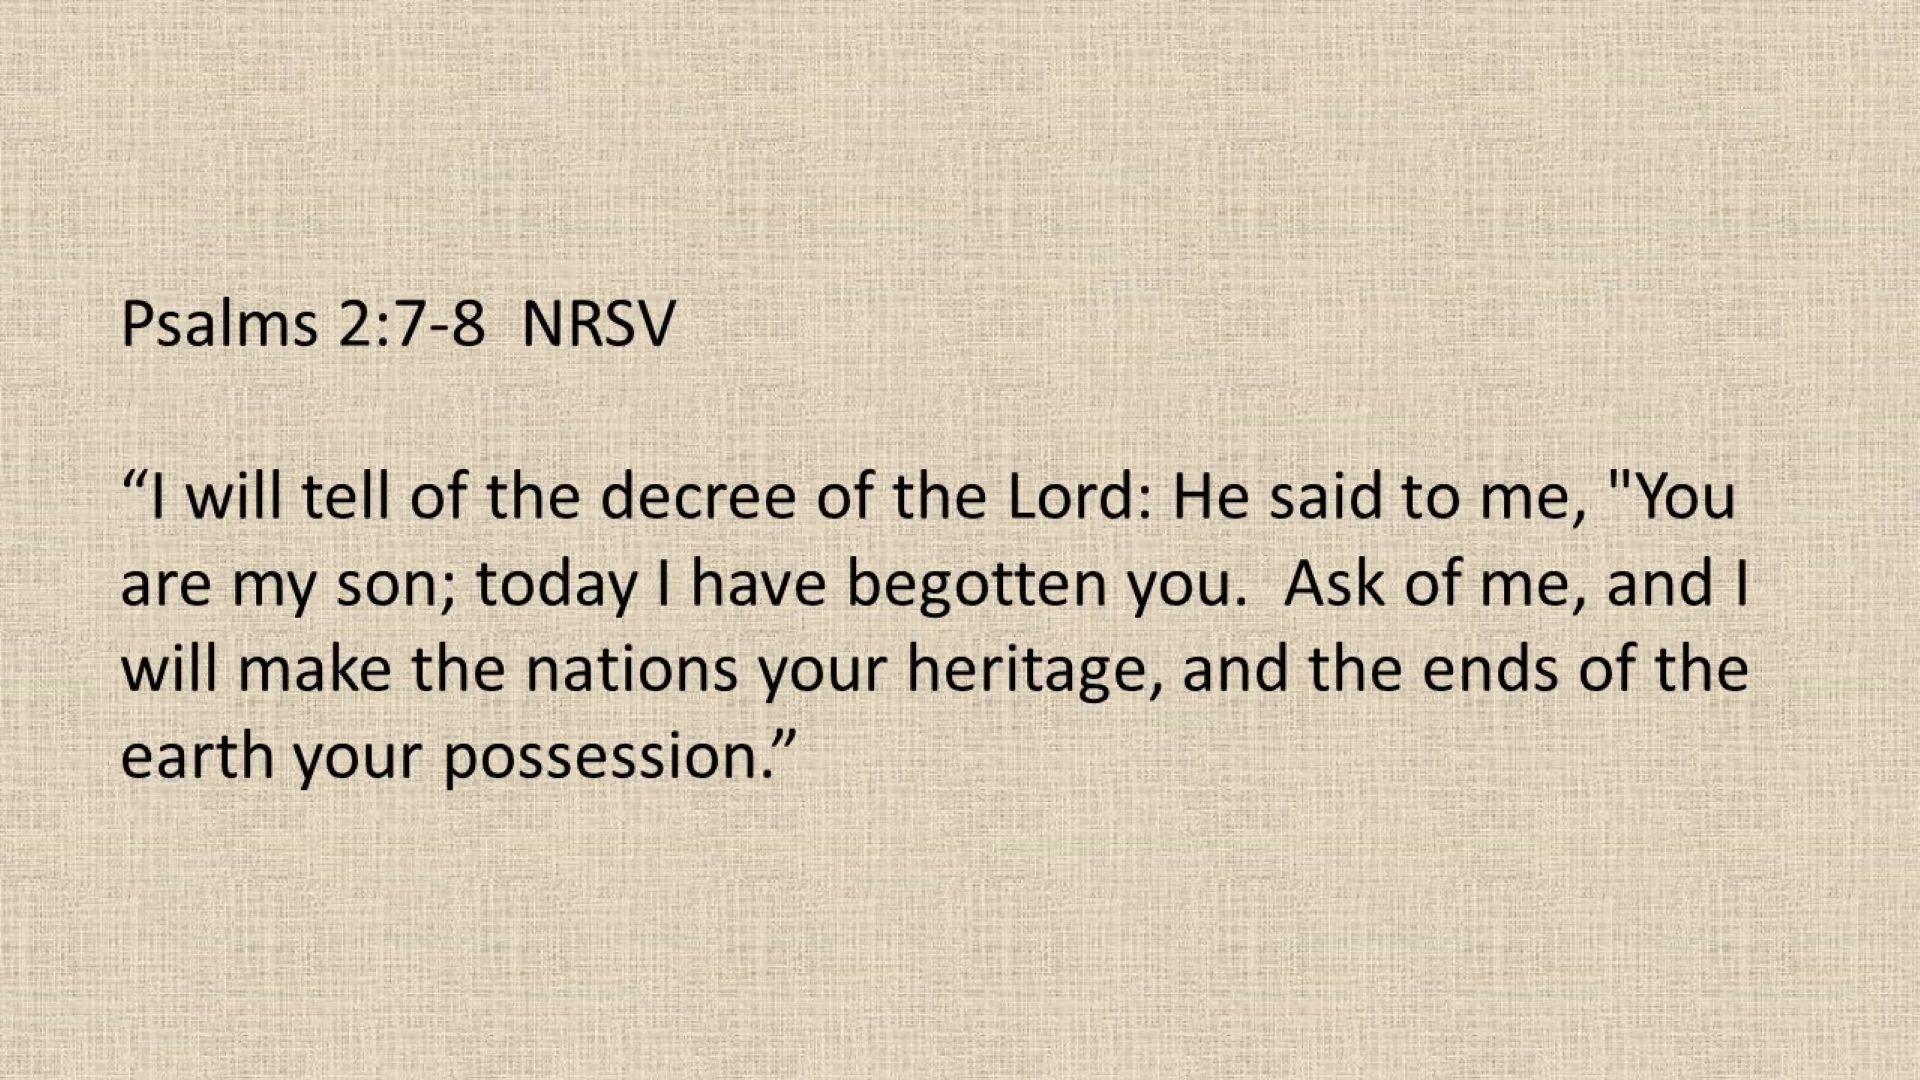 Psalms 2:7-8  NRSV
“I will tell of the decree of the Lord: He said to me, "You
are my son; today I have begotten you.  Ask of me, and I
will make the nations your heritage, and the ends of the
earth your possession.”